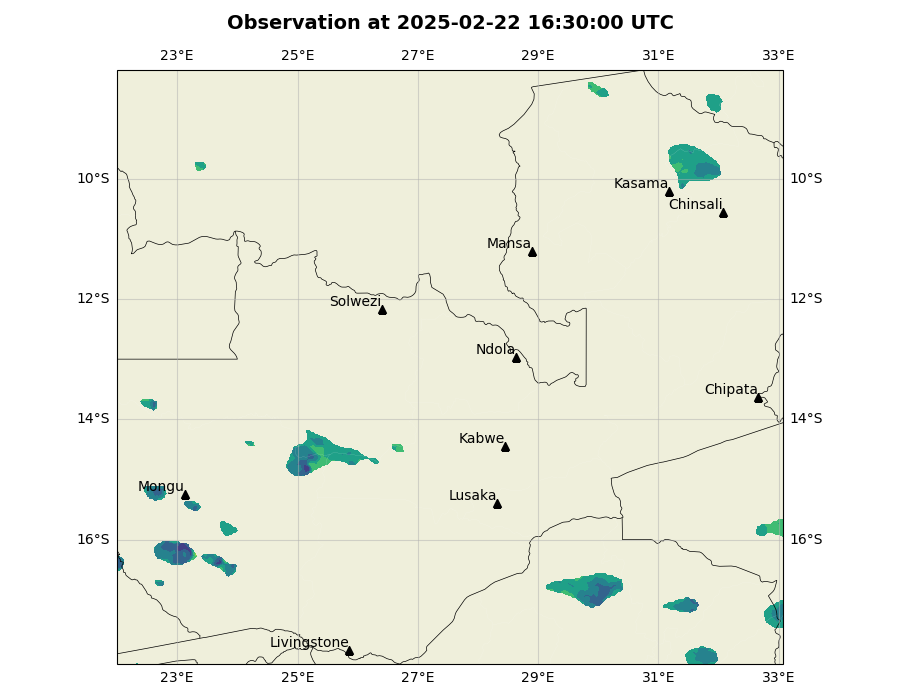 Observation at 2025-02-22 16:30:00 UTC
23°E 25°E 27°E 29°E 31°E 33°E
10°S 10°S
Kasama
Chinsali
Mansa
12°S 12°S
Solwezi
Ndola
Chipata
14°S 14°S
Kabwe
Mongu
Lusaka
16°S 16°S
Livingstone
23°E 25°E 27°E 29°E 31°E 33°E